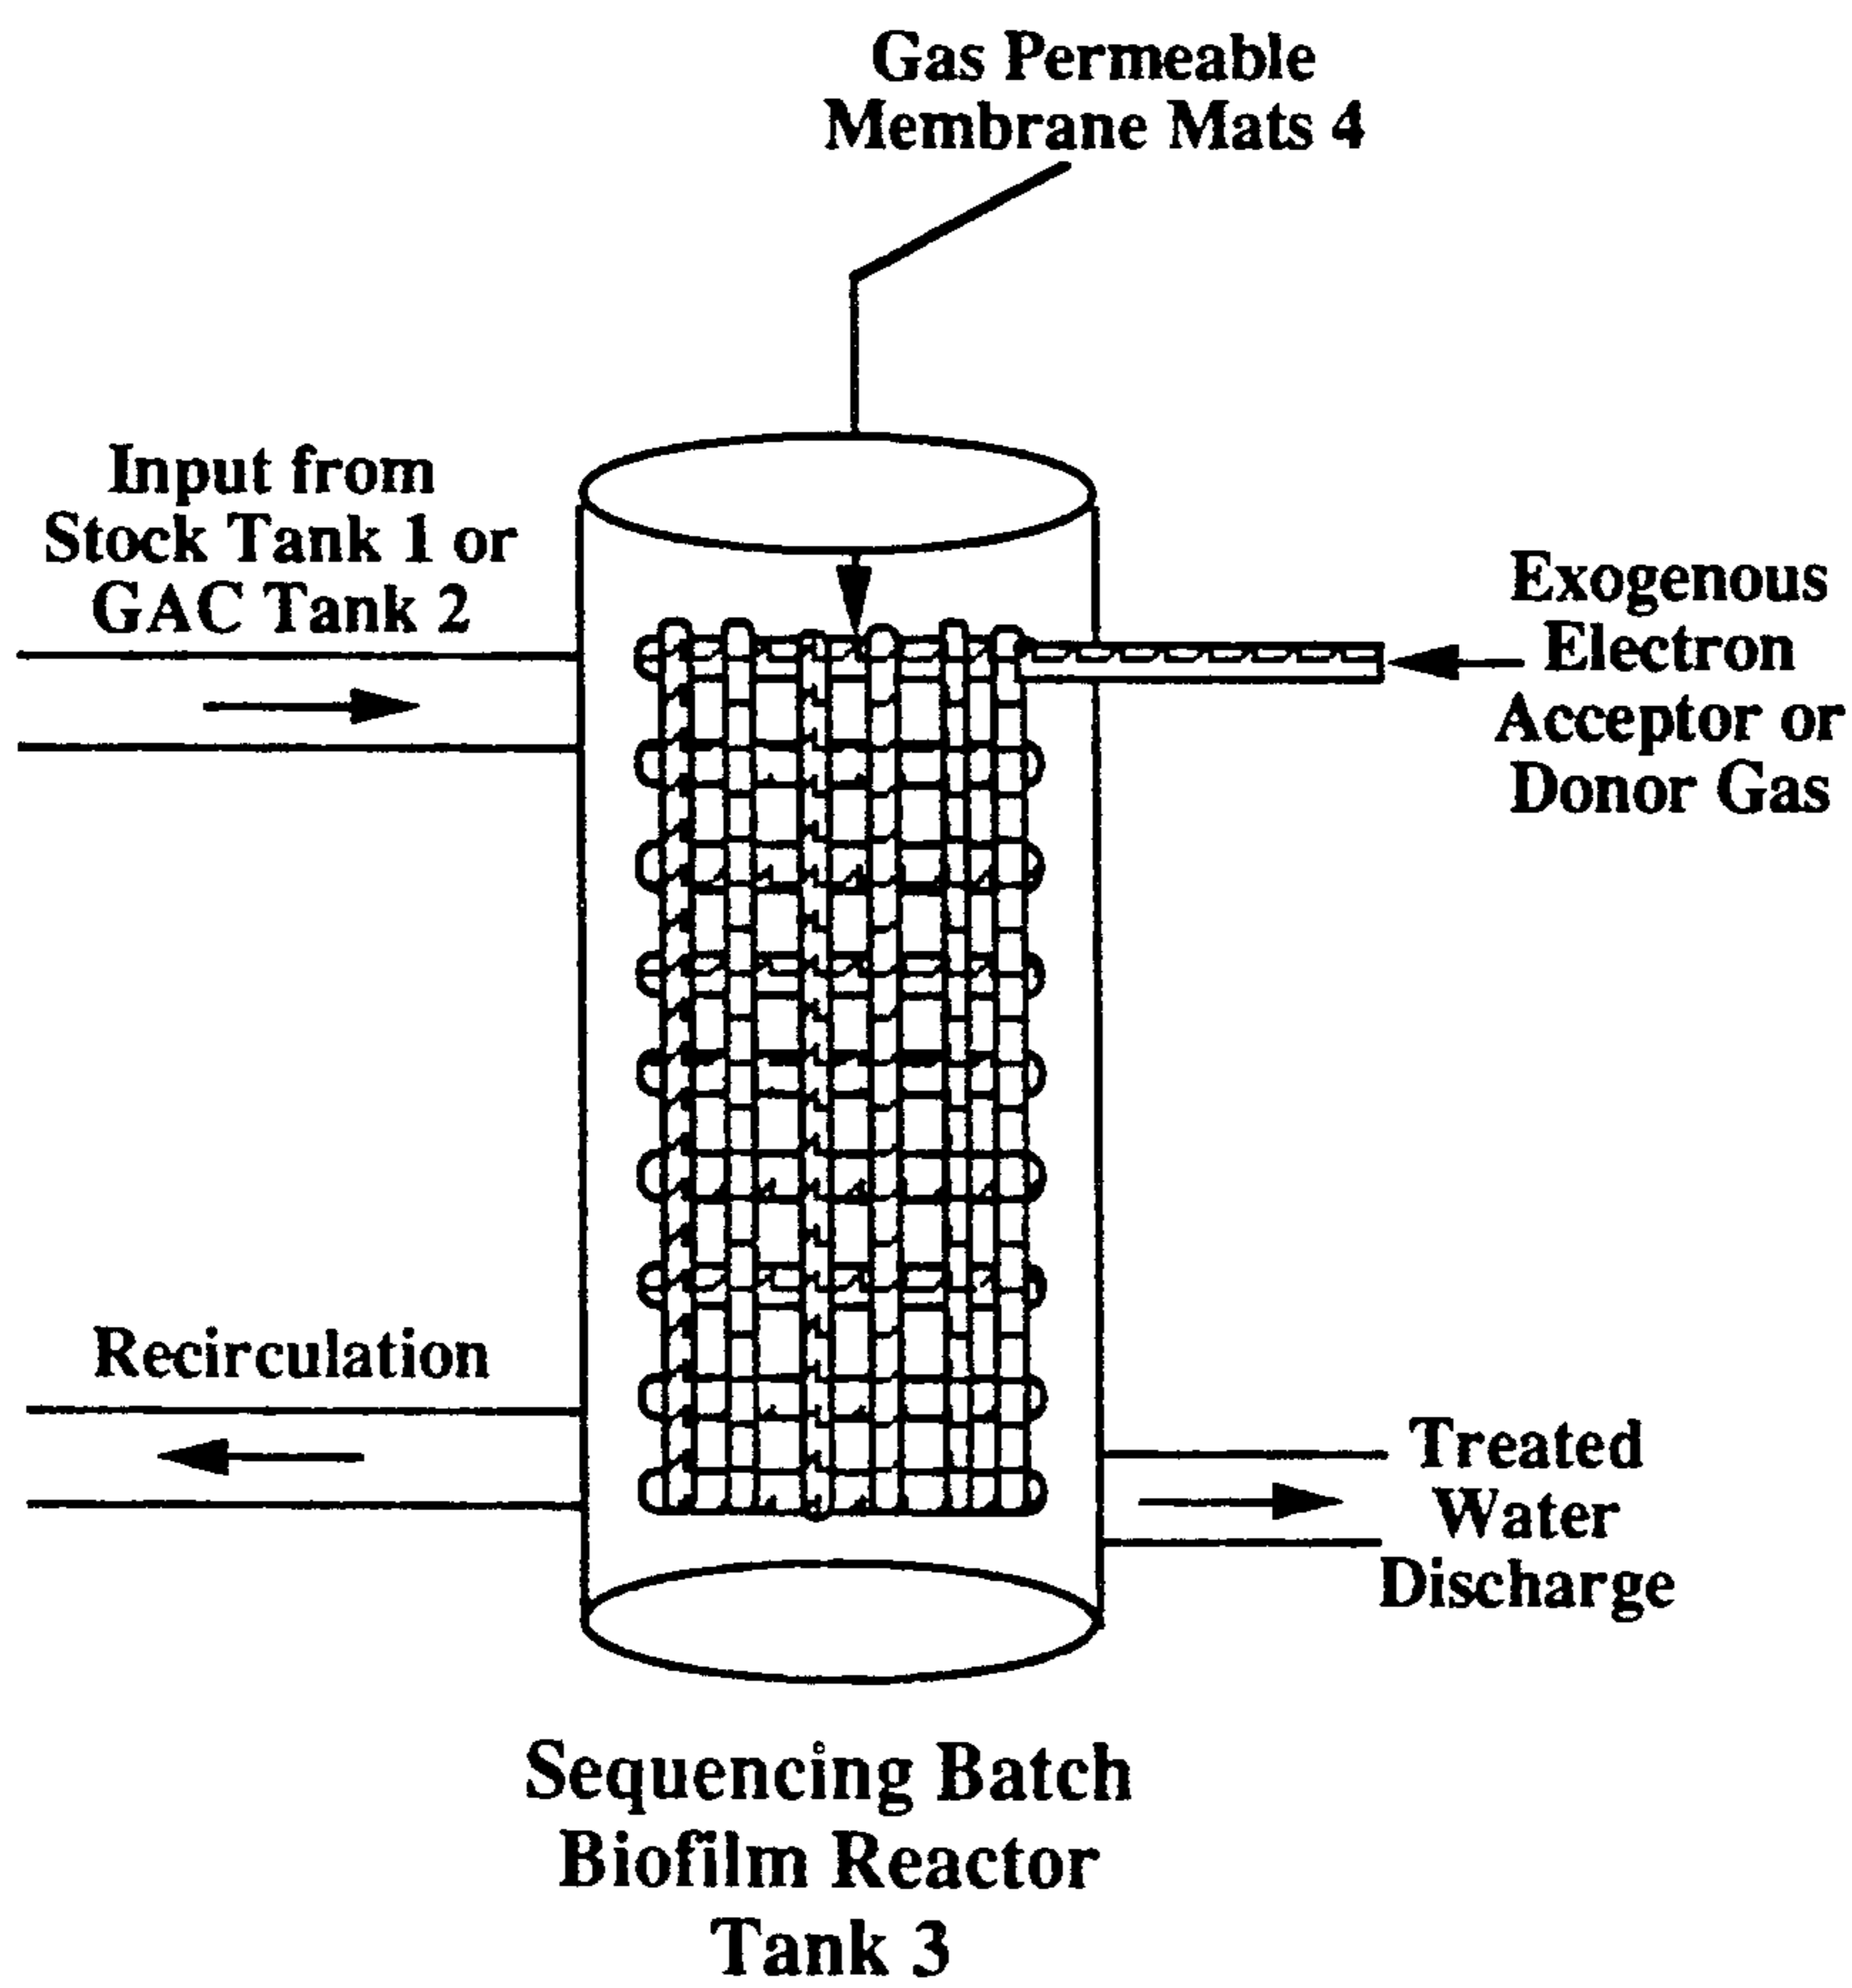 Gas Permeable
Membrane Mats 4
Input from
Stock Tank 1 or
GAC Tank 2
Exogenous
Electron
Acceptor or
Donor Gas
Recirculation
Treated
Water
Discharge
Sequencing Batch
Biofilm Reactor
Tank 3